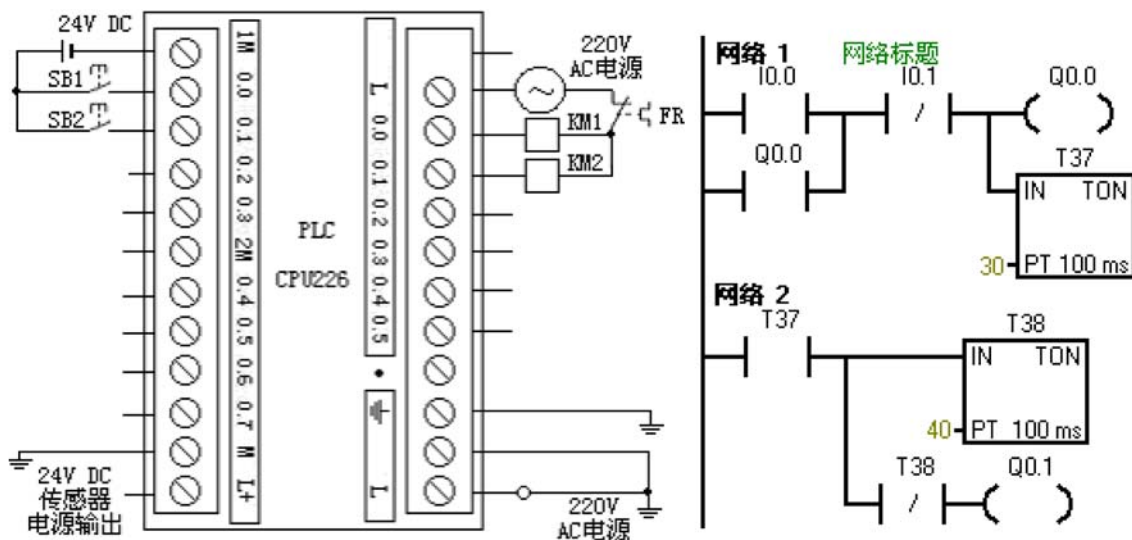 24V DC
SB1
SB2
1M
0.0
0.1
0.2
0.3
2M
0.4
0.5
0.6
0.7
M
L+
24V DC
传感器
电源输出
PLC
CPU226
L
0.0
0.1
0.2
0.3
0.4
0.5
L
220V
AC电源
KM1
KM2
FR
220V
AC电源
网络 1
网络标题
I0.0
I0.1
Q0.0
Q0.0
T37
IN TON
30
PT 100 ms
网络 2
T37
T38
IN TON
40
PT 100 ms
T38
Q0.1